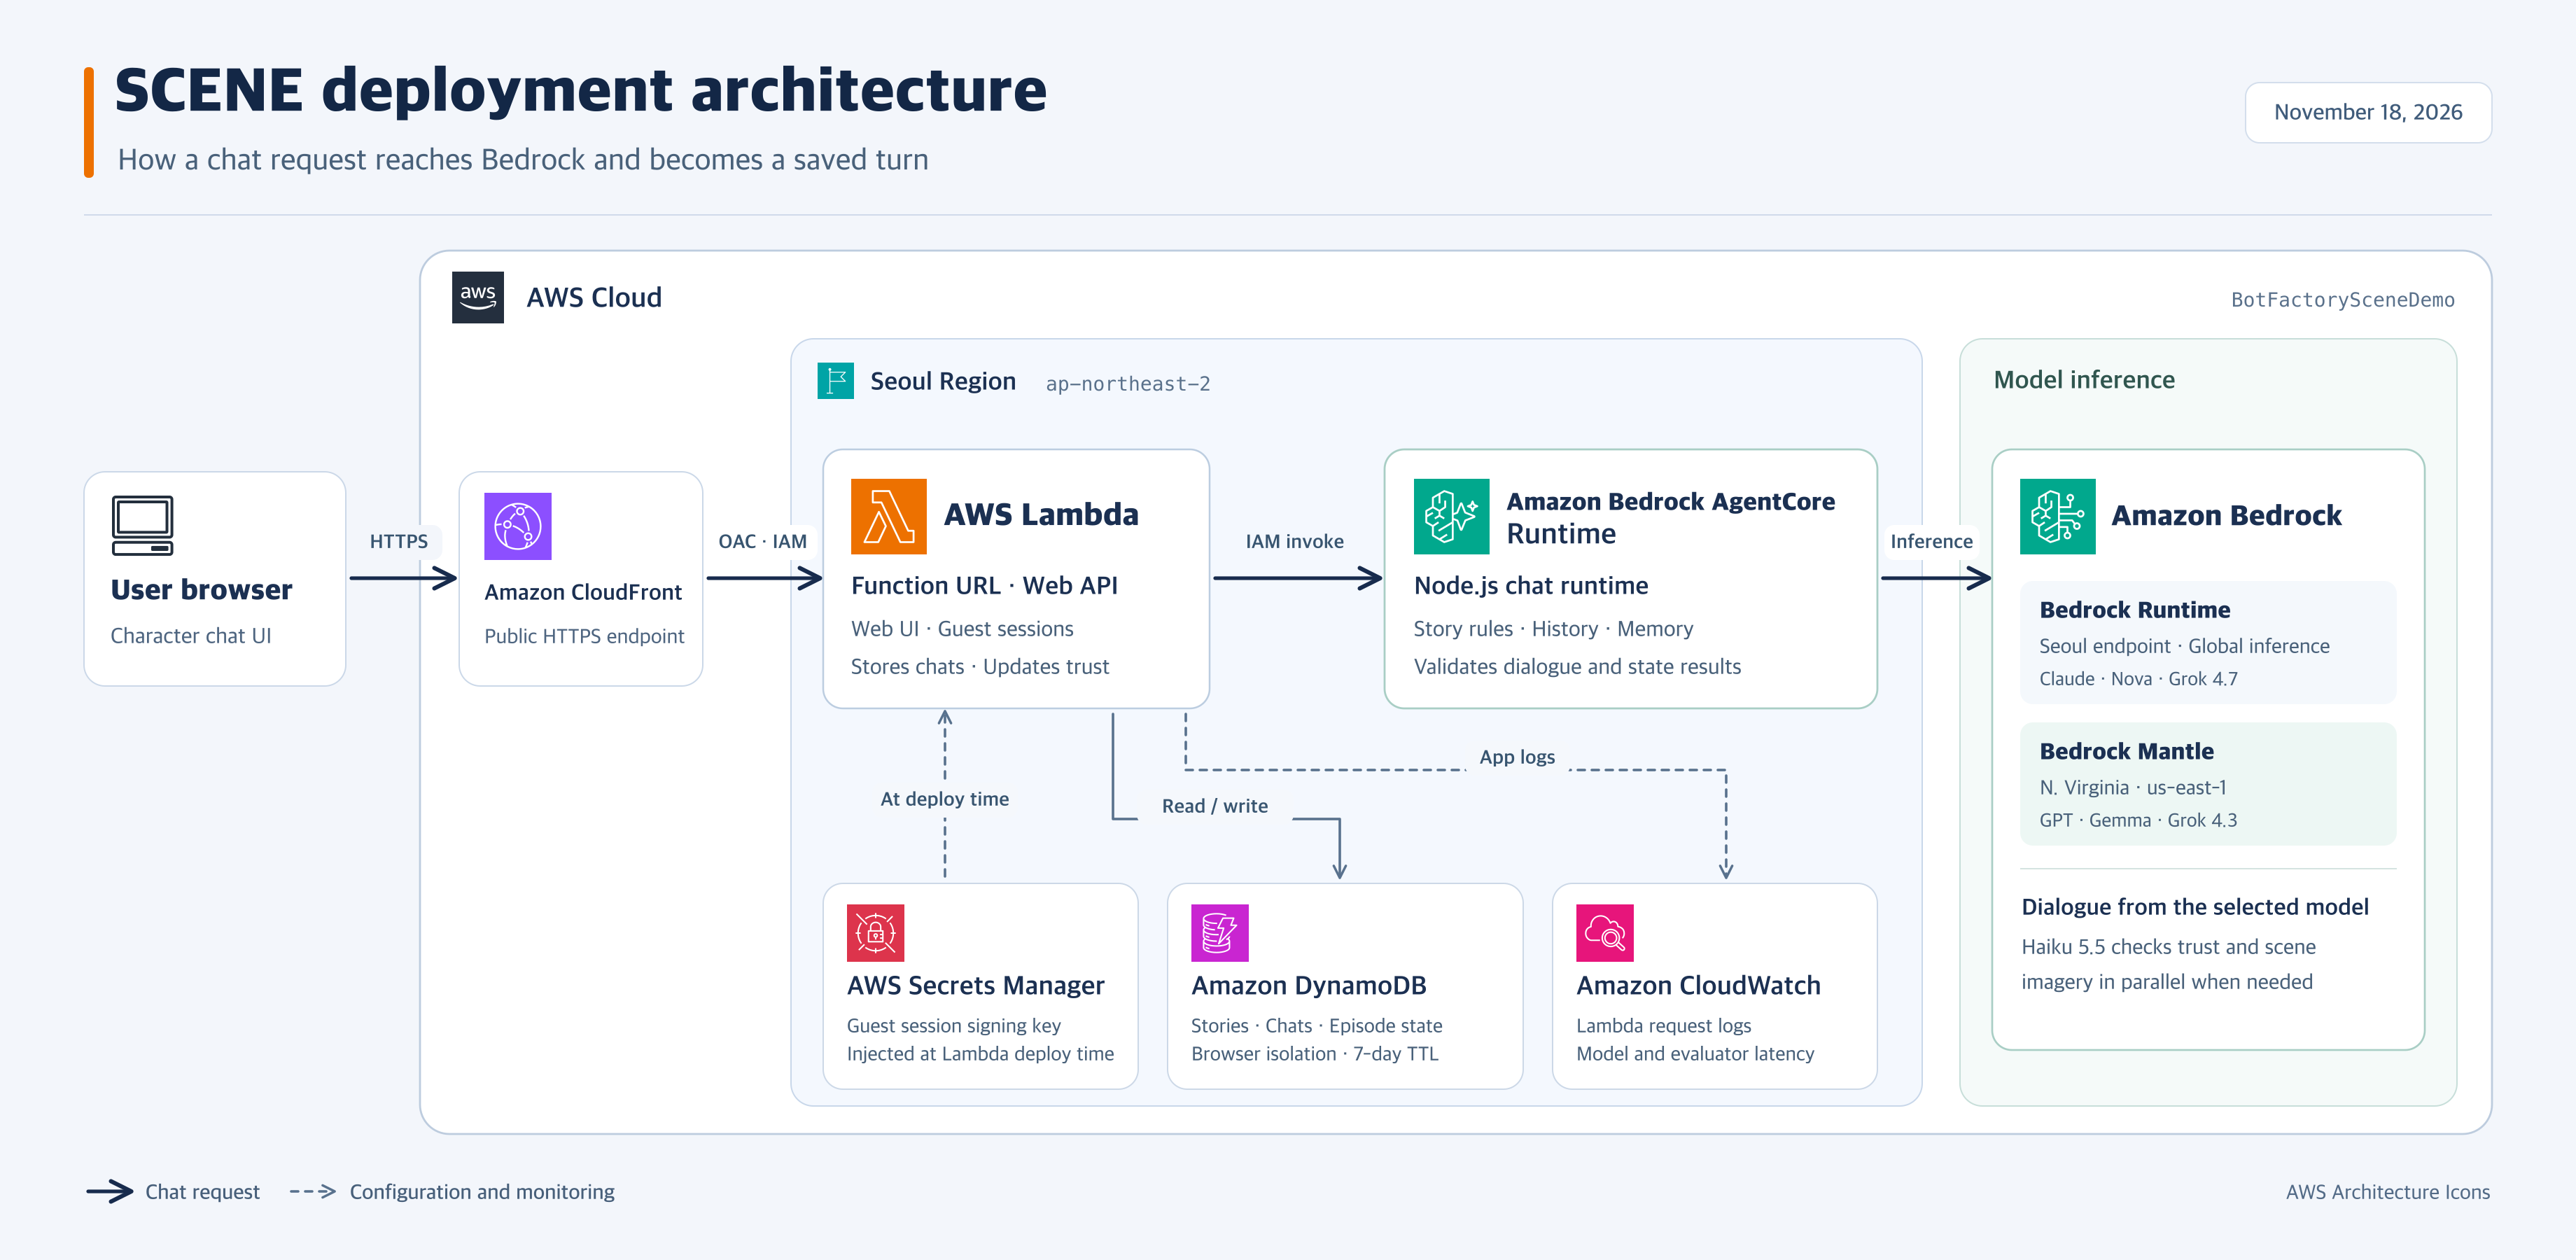 SCENE deployment architecture
How a chat request reaches Bedrock and becomes a saved turn
November 18, 2026
aws
AWS Cloud
BotFactorySceneDemo
Seoul Region ap-northeast-2
Model inference
User browser
Character chat UI
HTTPS
Amazon CloudFront
Public HTTPS endpoint
OAC · IAM
AWS Lambda
Function URL · Web API
Web UI · Guest sessions
Stores chats · Updates trust
IAM invoke
Amazon Bedrock AgentCore
Runtime
Node.js chat runtime
Story rules · History · Memory
Validates dialogue and state results
Inference
Amazon Bedrock
Bedrock Runtime
Seoul endpoint · Global inference
Claude · Nova · Grok 4.7
Bedrock Mantle
N. Virginia · us-east-1
GPT · Gemma · Grok 4.3
Dialogue from the selected model
Haiku 5.5 checks trust and scene
imagery in parallel when needed
At deploy time
Read / write
App logs
AWS Secrets Manager
Guest session signing key
Injected at Lambda deploy time
Amazon DynamoDB
Stories · Chats · Episode state
Browser isolation · 7-day TTL
Amazon CloudWatch
Lambda request logs
Model and evaluator latency
Chat request
Configuration and monitoring
AWS Architecture Icons